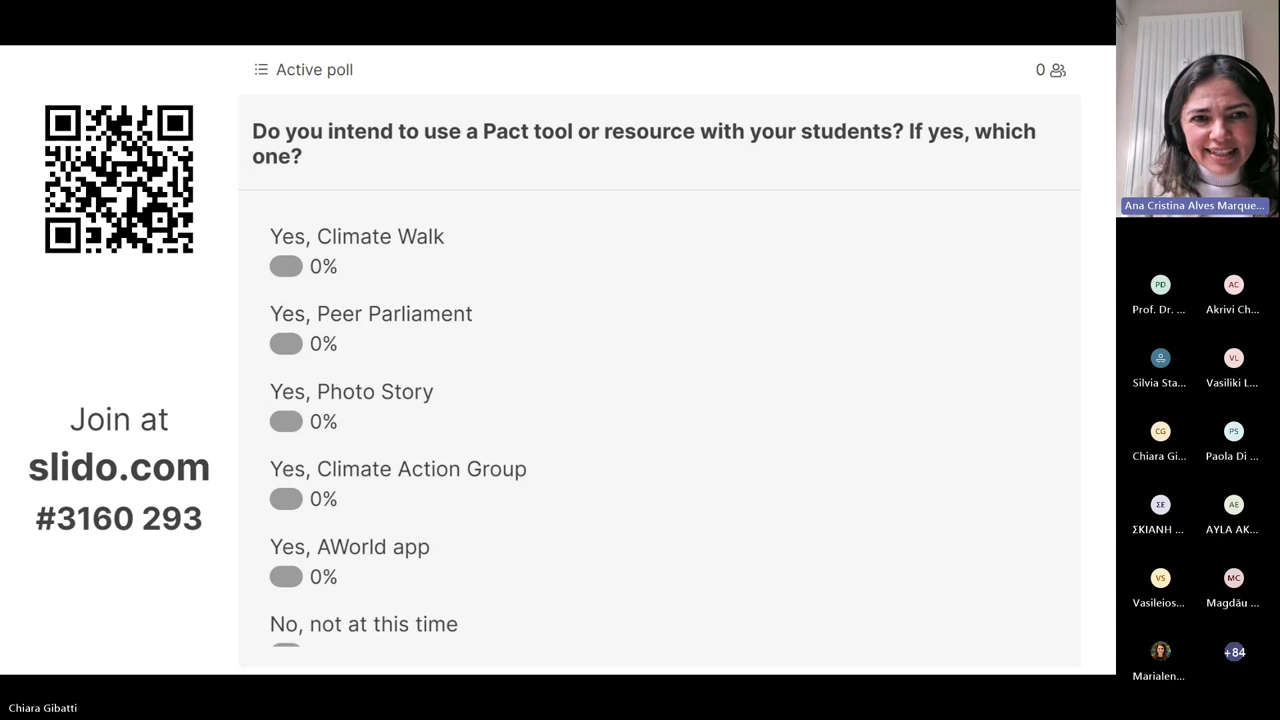 Active poll
0
Do you intend to use a Pact tool or resource with your students? If yes, which
one?
Yes, Climate Walk
0%
Yes, Peer Parliament
0%
Yes, Photo Story
0%
Yes, Climate Action Group
0%
Yes, AWorld app
0%
No, not at this time
Join at
slido.com
#3160 293
Ana Cristina Alves Marque...
PD
AC
Prof. Dr. ...
Akrivi Ch...
VL
Silvia Sta...
Vasiliki L...
CG
PS
Chiara Gi...
Paola Di ...
ΣΕ
AE
ΣΚΙΑΝΗ ...
AYLA AK...
VS
MC
Vasileios...
Magdău ...
+84
Marialen...
Chiara Gibatti